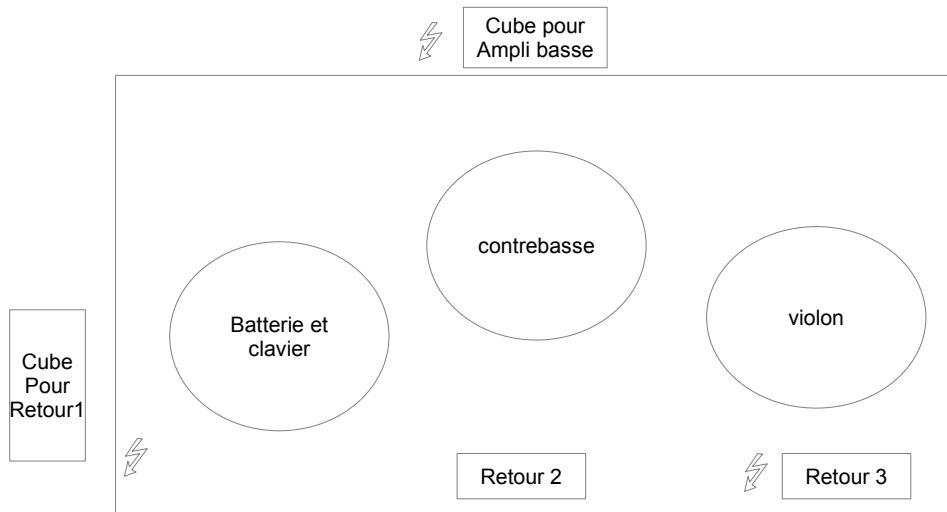 Cube pour
Ampli basse
contrebasse
Batterie et
clavier
violon
Cube
Pour
Retour1
Retour 2
Retour 3